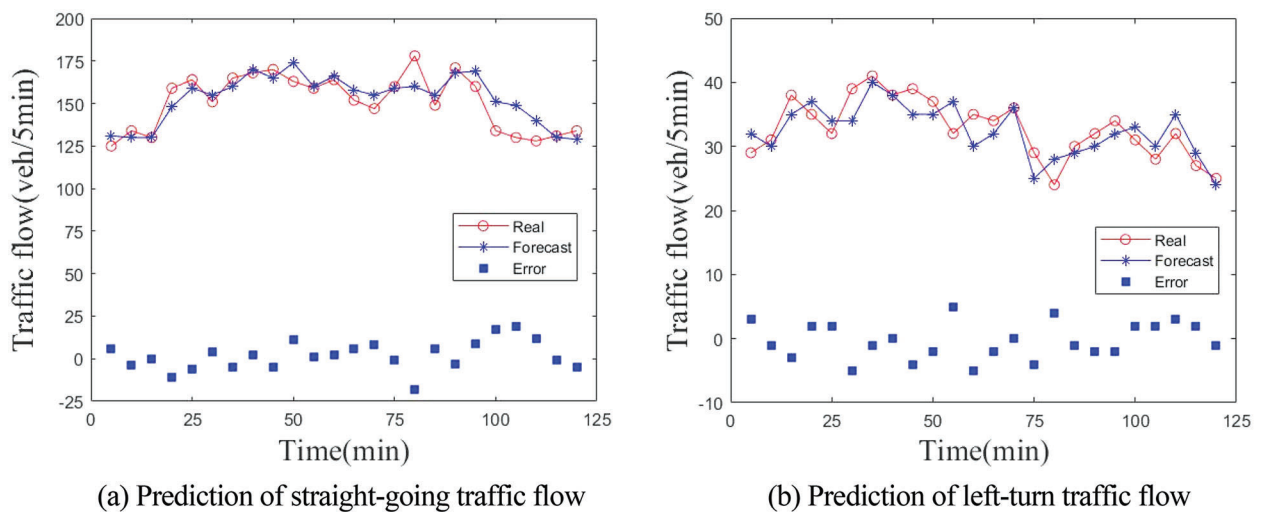 200
175
150
125
100
75
50
25
0
-25
Traffic flow(veh/5min)
Real
Forecast
Error
0
25
50
75
100
125
Time(min)
(a) Prediction of straight-going traffic flow
50
40
30
20
10
0
-10
Traffic flow(veh/5min)
Real
Forecast
Error
0
25
50
75
100
125
Time(min)
(b) Prediction of left-turn traffic flow